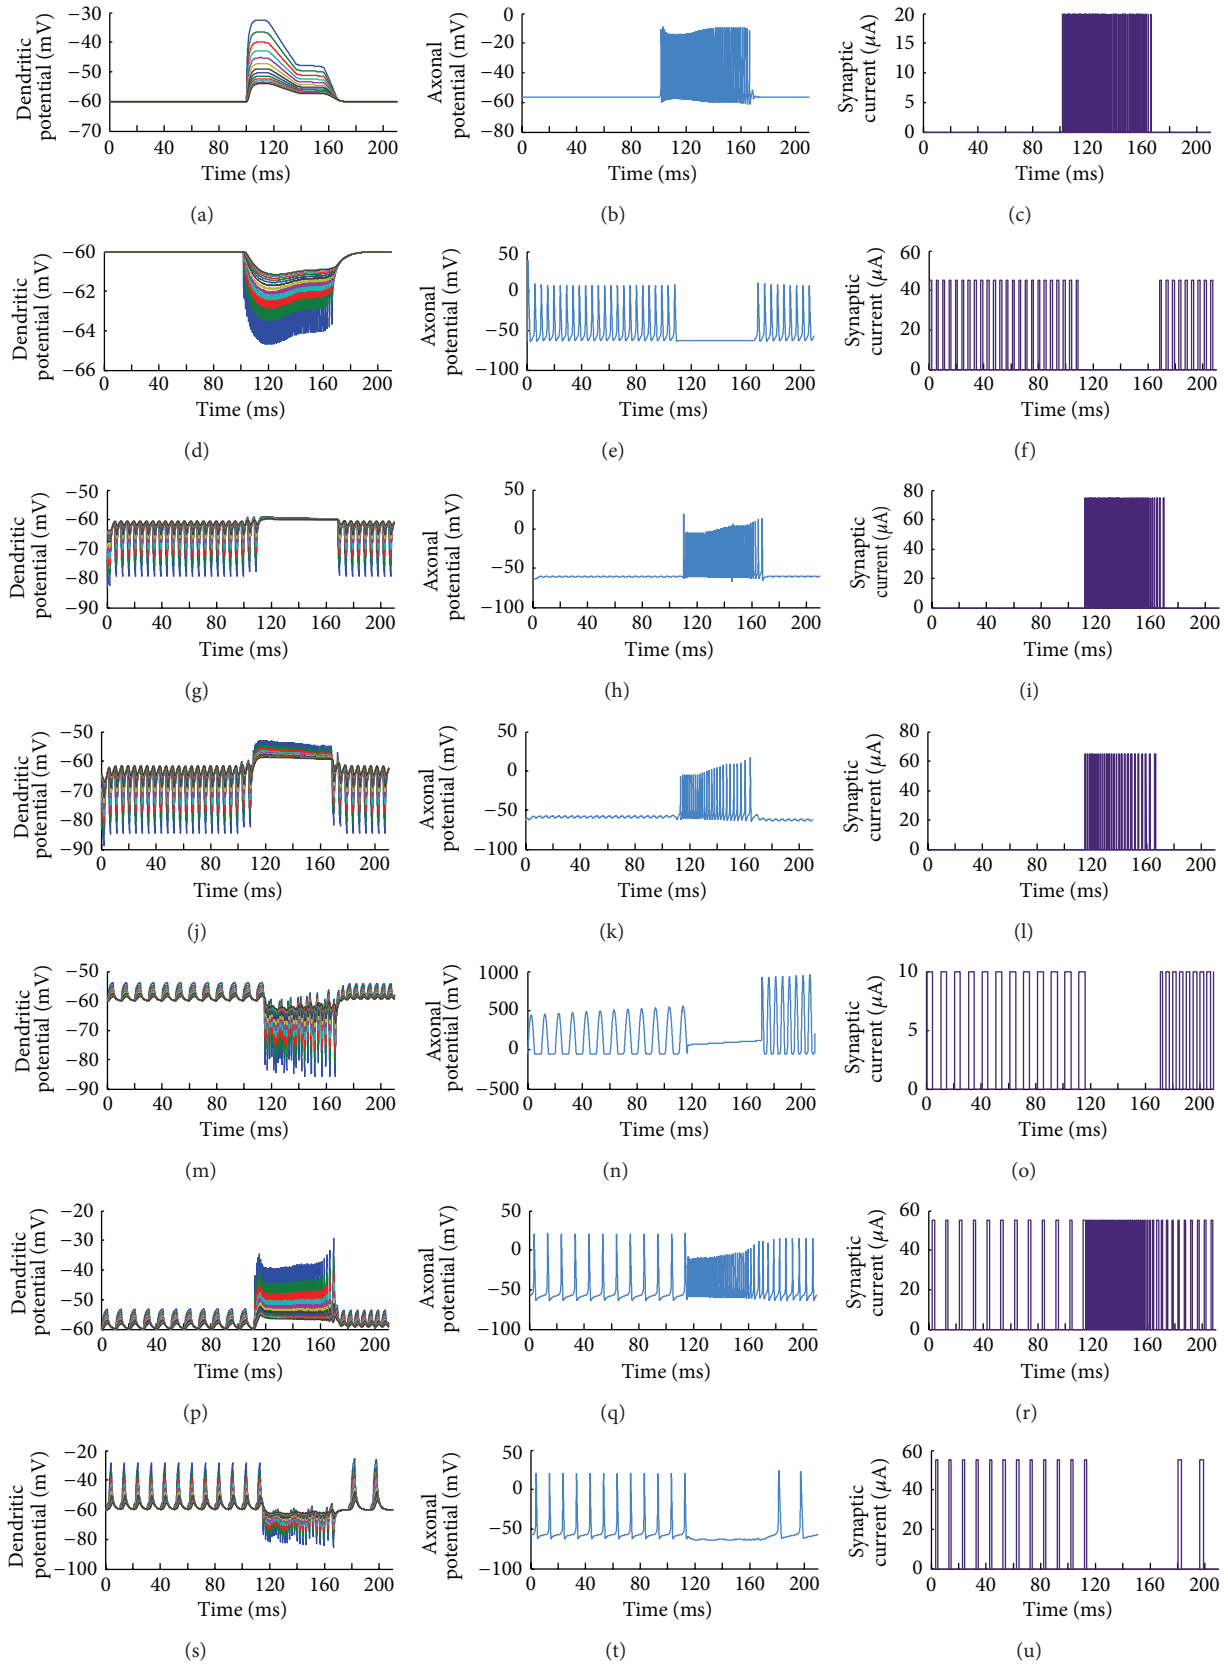 Dendritic
potential (mV)
−30
−40
−50
−60
−70
0 40 80 120 160 200
Time (ms)
(a)
Axonal
potential (mV)
0
−20
−40
−60
−80
0 40 80 120 160 200
Time (ms)
(b)
Synaptic
current (μA)
20
15
10
5
0
0 40 80 120 160 200
Time (ms)
(c)
Dendritic
potential (mV)
−60
−62
−64
−66
0 40 80 120 160 200
Time (ms)
(d)
Axonal
potential (mV)
50
0
−50
−100
0 40 80 120 160 200
Time (ms)
(e)
Synaptic
current (μA)
60
40
20
0
0 40 80 120 160 200
Time (ms)
(f)
Dendritic
potential (mV)
−50
−60
−70
−80
−90
0 40 80 120 160 200
Time (ms)
(g)
Axonal
potential (mV)
50
0
−50
−100
0 40 80 120 160 200
Time (ms)
(h)
Synaptic
current (μA)
80
60
40
20
0
0 40 80 120 160 200
Time (ms)
(i)
Dendritic
potential (mV)
−50
−60
−70
−80
−90
0 40 80 120 160 200
Time (ms)
(j)
Axonal
potential (mV)
50
0
−50
−100
0 40 80 120 160 200
Time (ms)
(k)
Synaptic
current (μA)
80
60
40
20
0
0 40 80 120 160 200
Time (ms)
(l)
Dendritic
potential (mV)
−50
−60
−70
−80
−90
0 40 80 120 160 200
Time (ms)
(m)
Axonal
potential (mV)
1000
500
0
−500
0 40 80 120 160 200
Time (ms)
(n)
Synaptic
current (μA)
10
5
0
0 40 80 120 160 200
Time (ms)
(o)
Dendritic
potential (mV)
−20
−30
−40
−50
−60
0 40 80 120 160 200
Time (ms)
(p)
Axonal
potential (mV)
50
0
−50
−100
0 40 80 120 160 200
Time (ms)
(q)
Synaptic
current (μA)
60
40
20
0
0 40 80 120 160 200
Time (ms)
(r)
Dendritic
potential (mV)
−20
−40
−60
−80
−100
0 40 80 120 160 200
Time (ms)
(s)
Axonal
potential (mV)
50
0
−50
−100
0 40 80 120 160 200
Time (ms)
(t)
Synaptic
current (μA)
60
40
20
0
0 40 80 120 160 200
Time (ms)
(u)